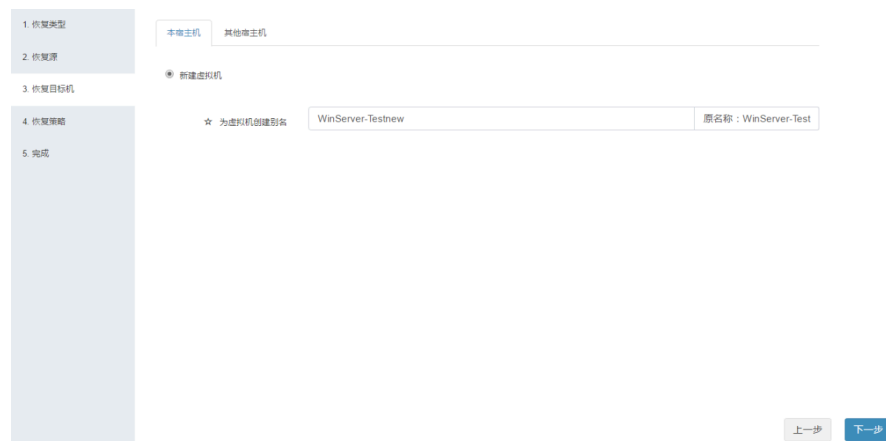 1. 恢复类型
2. 恢复源
3. 恢复目标机
4. 恢复策略
5. 完成
本宿主机 其他宿主机
新建虚拟机
☆ 为虚拟机创建别名 WinServer-Testnew 原名称：WinServer-Test
上一步 下一步